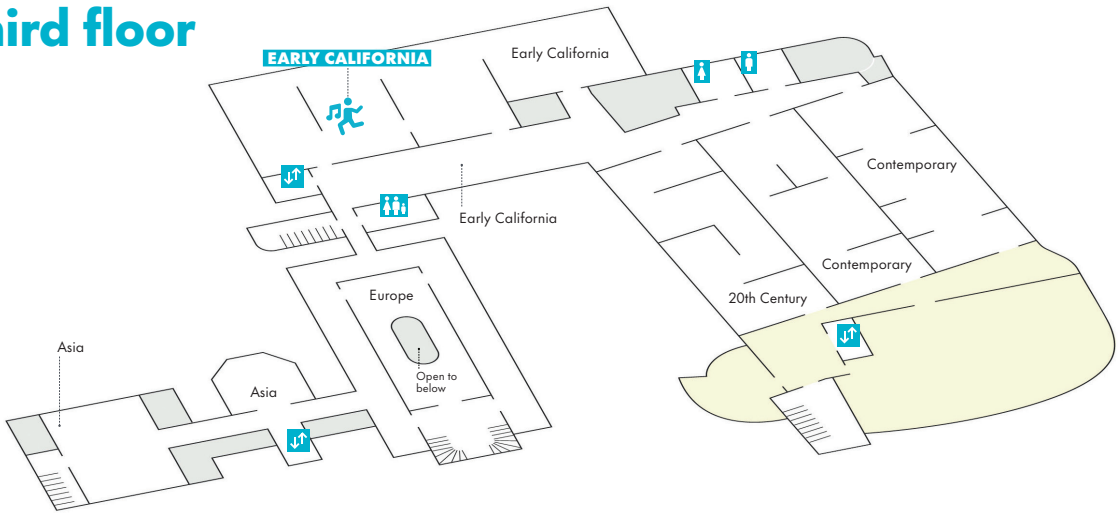 hird floor
EARLY CALIFORNIA
Early California
Contemporary
Early California
Contemporary
20th Century
Europe
Open to
below
Asia
Asia